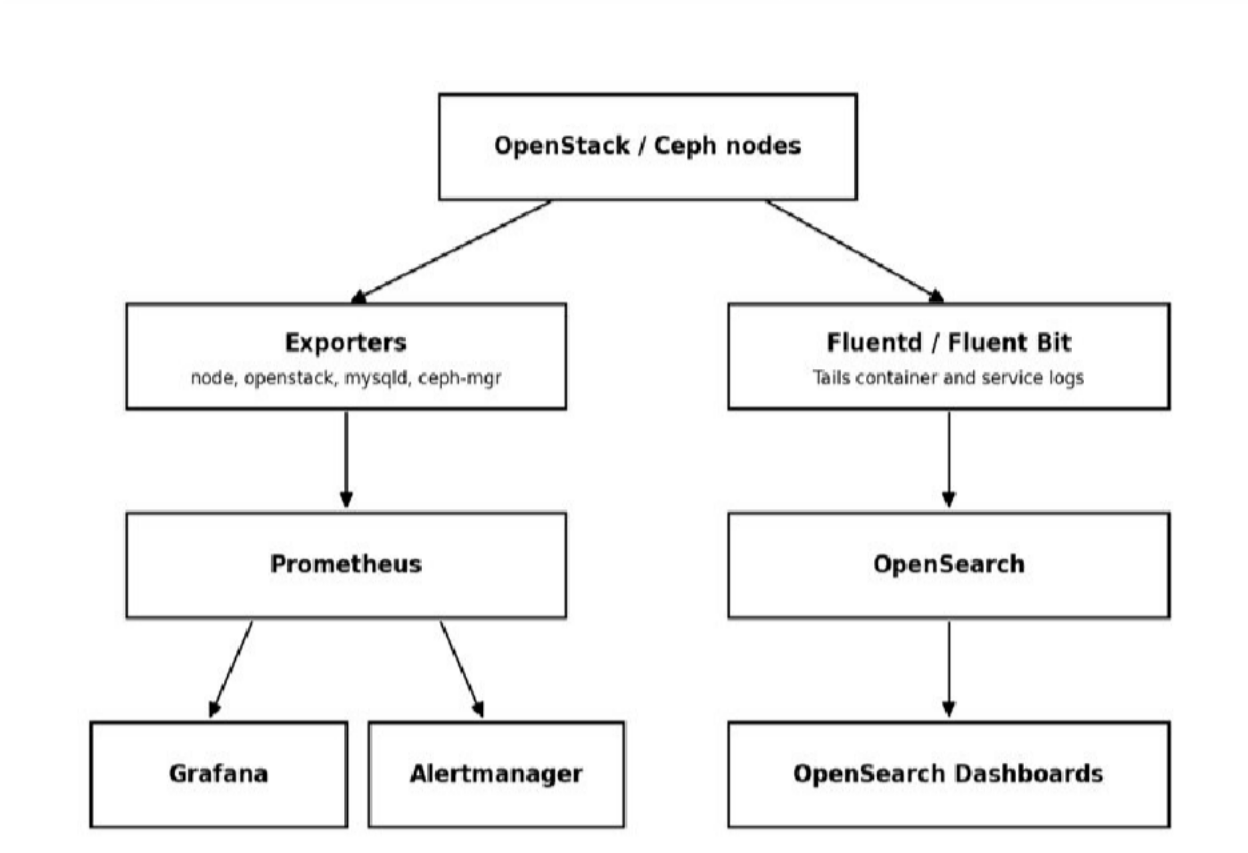 OpenStack / Ceph nodes
Exporters
node, openstack, mysqld, ceph-mgr
Fluentd / Fluent Bit
Tails container and service logs
Prometheus
OpenSearch
Grafana
Alertmanager
OpenSearch Dashboards